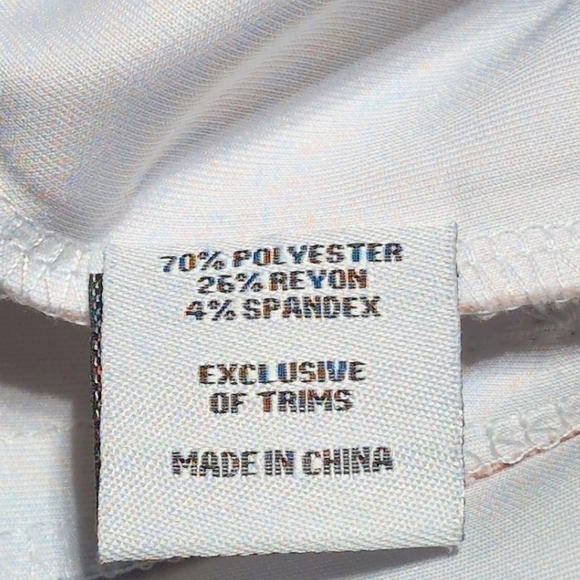 70% POLYESTER
26% REYON
4% SPANDEX
EXCLUSIVE
OF TRIMS
MADE IN CHINA